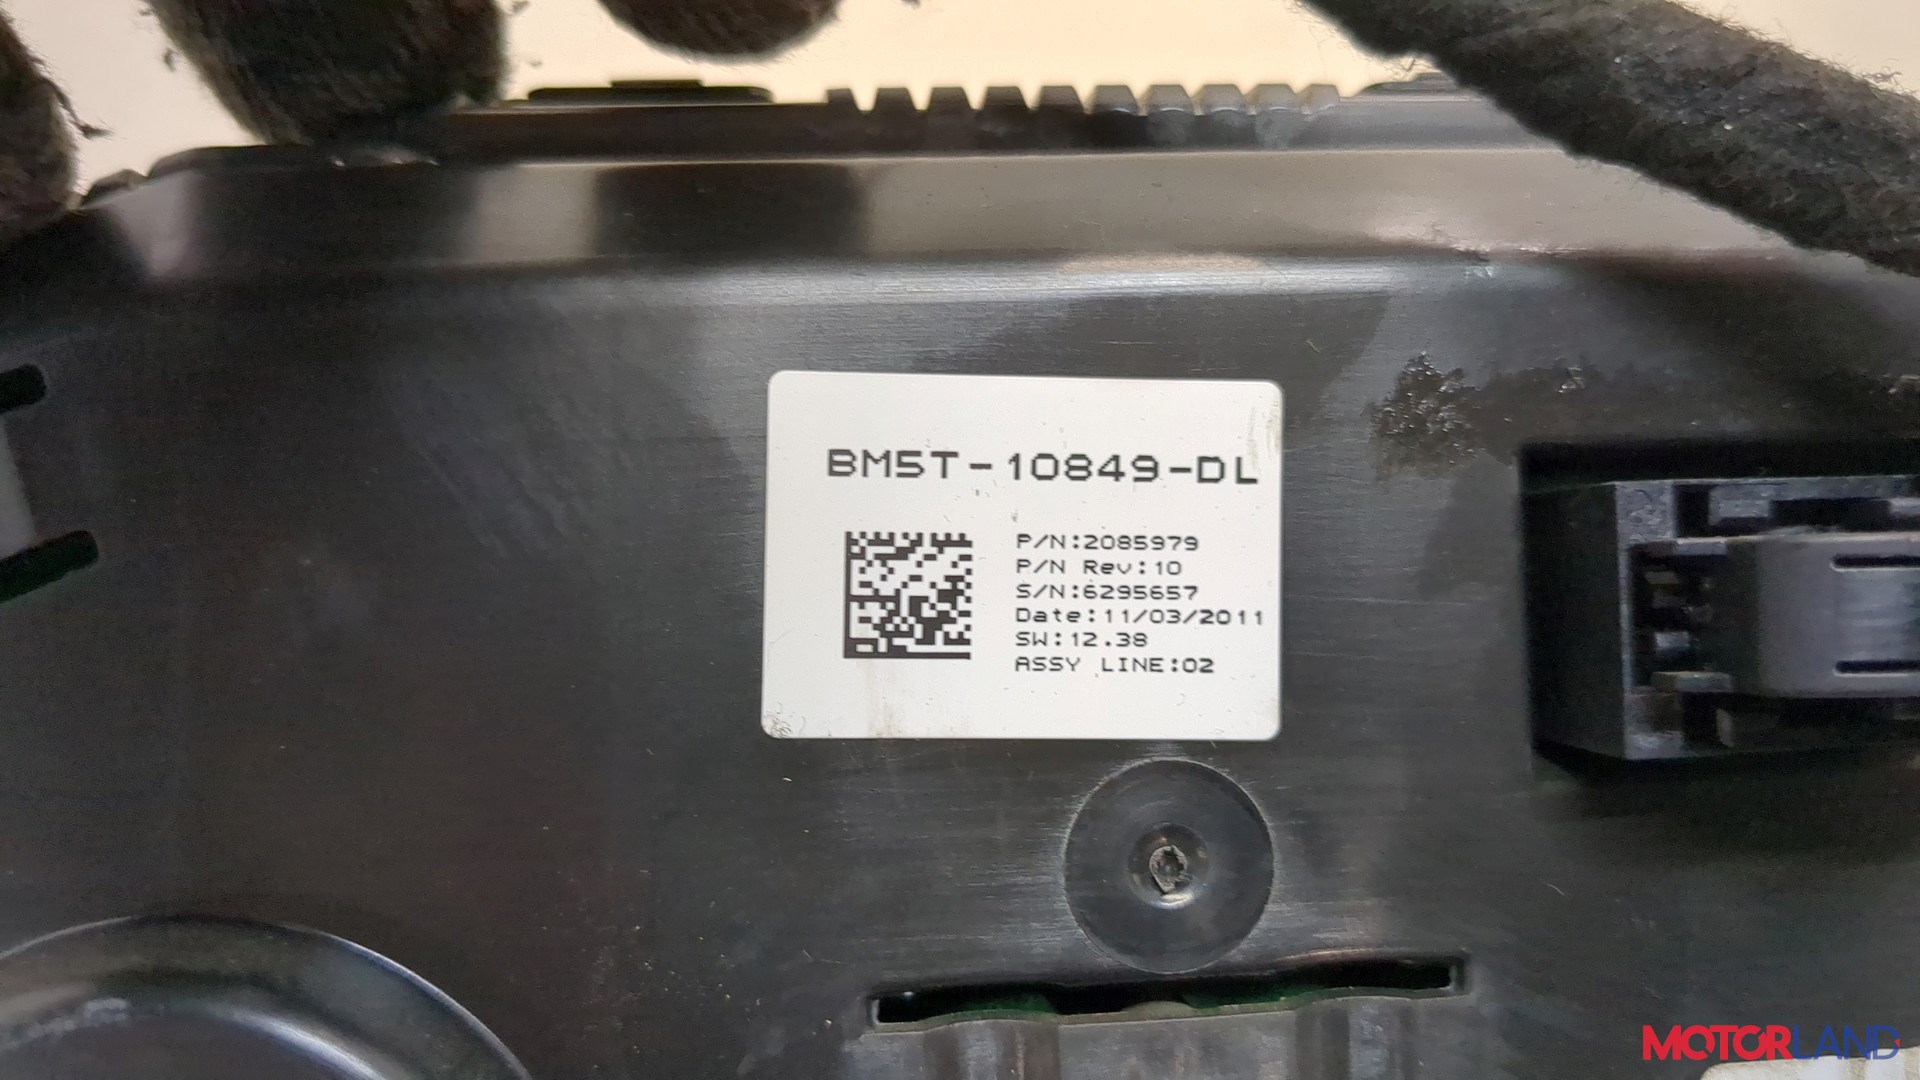 BM5T-10849-DL
P/N:2085979
P/N Rev:10
S/N:6295657
Date:11/03/2011
SW:12.38
ASSY LINE:02
MOTORLAND